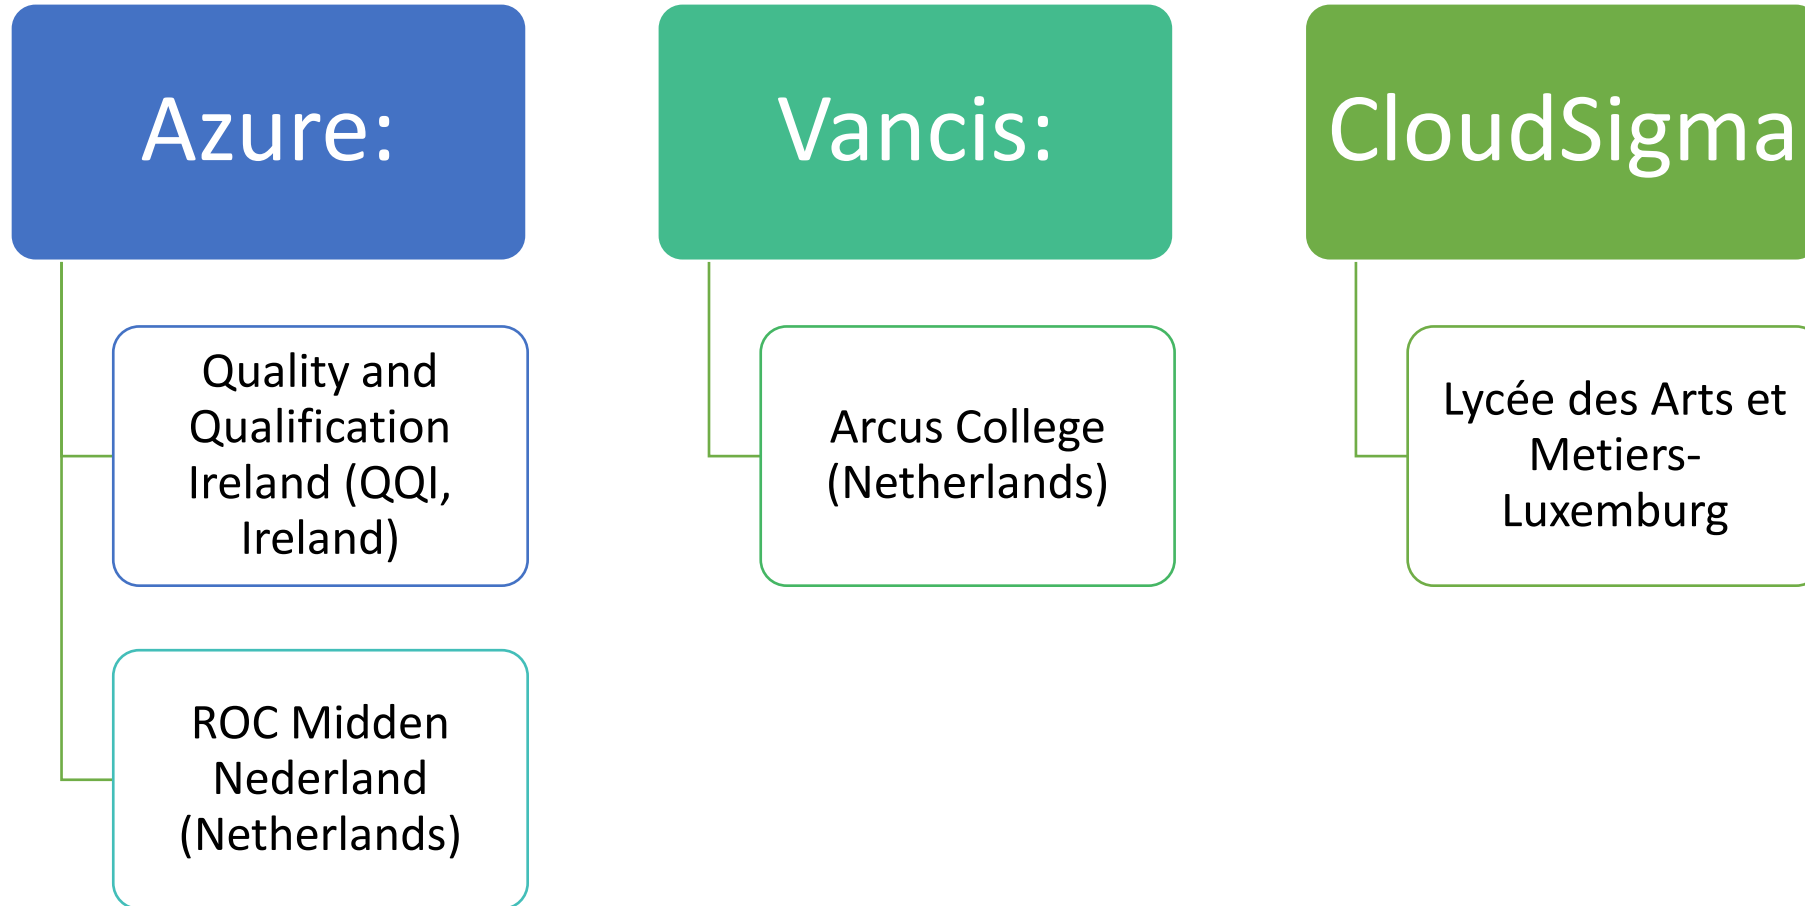 Azure:
Quality and
Qualification
Ireland (QQI,
Ireland)
ROC Midden
Nederland
(Netherlands)
Vancis:
Arcus College
(Netherlands)
CloudSigma
Lycée des Arts et
Metiers-
Luxemburg